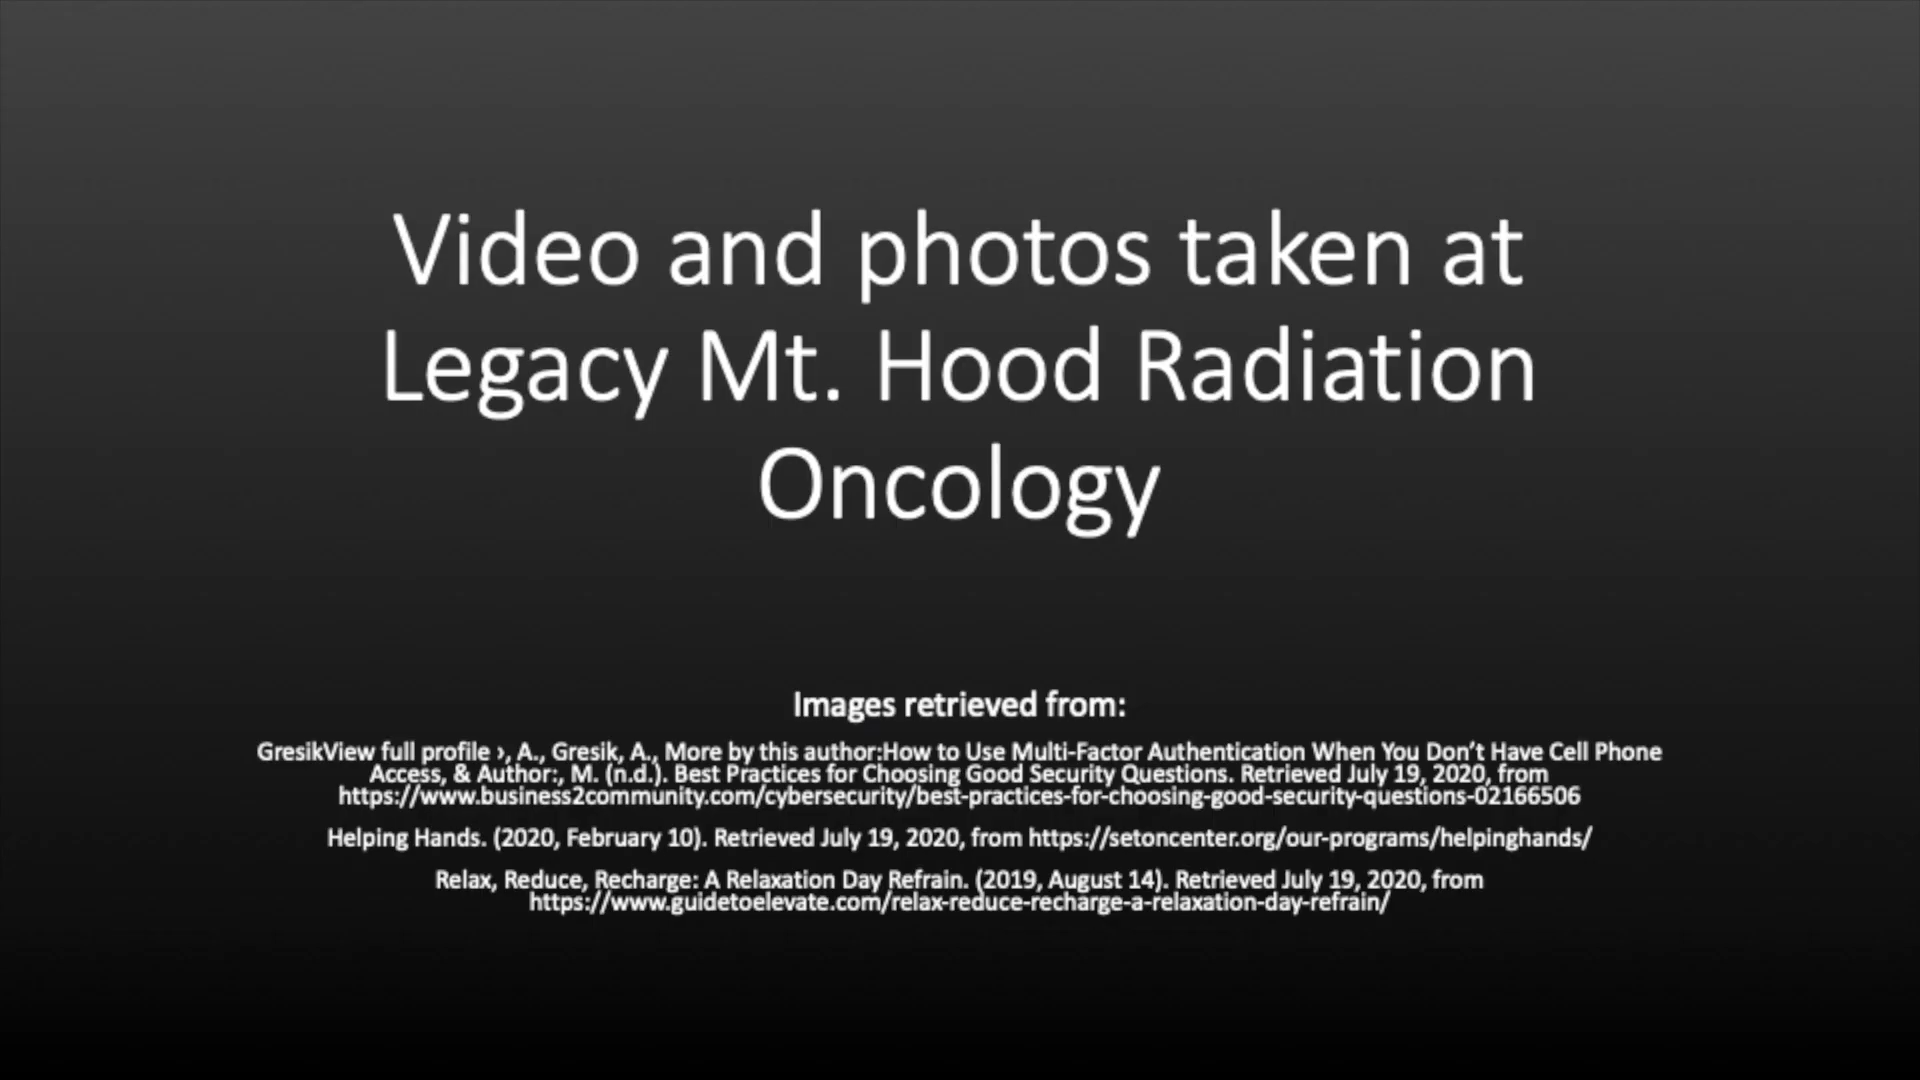 Video and photos taken at
Legacy Mt. Hood Radiation
Oncology
Images retrieved from:
GresikView full profile ›, A., Gresik, A., More by this author:How to Use Multi-Factor Authentication When You Don’t Have Cell Phone
Access, & Author:, M. (n.d.). Best Practices for Choosing Good Security Questions. Retrieved July 19, 2020, from
https://www.business2community.com/cybersecurity/best-practices-for-choosing-good-security-questions-02166506
Helping Hands. (2020, February 10). Retrieved July 19, 2020, from https://setoncenter.org/our-programs/helpinghands/
Relax, Reduce, Recharge: A Relaxation Day Refrain. (2019, August 14). Retrieved July 19, 2020, from
https://www.guidetoelevate.com/relax-reduce-recharge-a-relaxation-day-refrain/